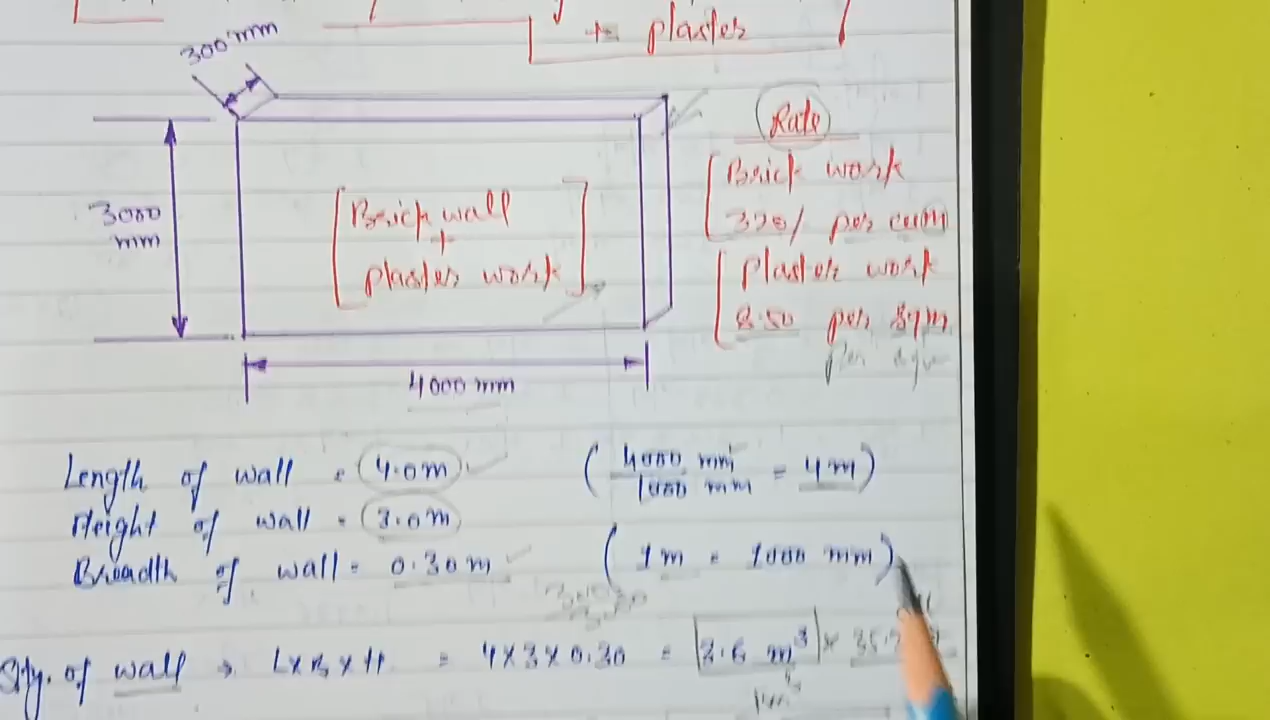 + plaster
300 mm
3000
mm
Brick wall
+
plaster work
4000 mm
Rate
Brick work
320/ per cum
Plaster work
8.50 per sqm
Length of wall = 4.0m
(4000 mm / 1000 mm = 4m)
Height of wall = 3.0m
Breadth of wall = 0.30m
(1m = 1000 mm)
Qty. of wall → L×B×H = 4×3×0.30 = 3.6 m³ ×